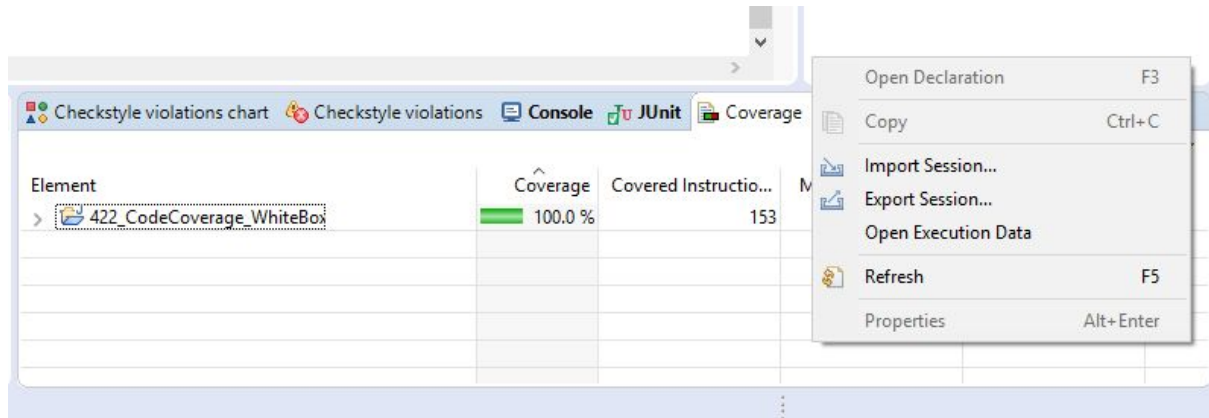 Open Declaration F3
Checkstyle violations chart Checkstyle violations Console JUnit Coverage
Copy Ctrl+C
Import Session...
Element Coverage Covered Instructio... M
Export Session...
422_CodeCoverage_WhiteBox 100.0 % 153
Open Execution Data
Refresh F5
Properties Alt+Enter